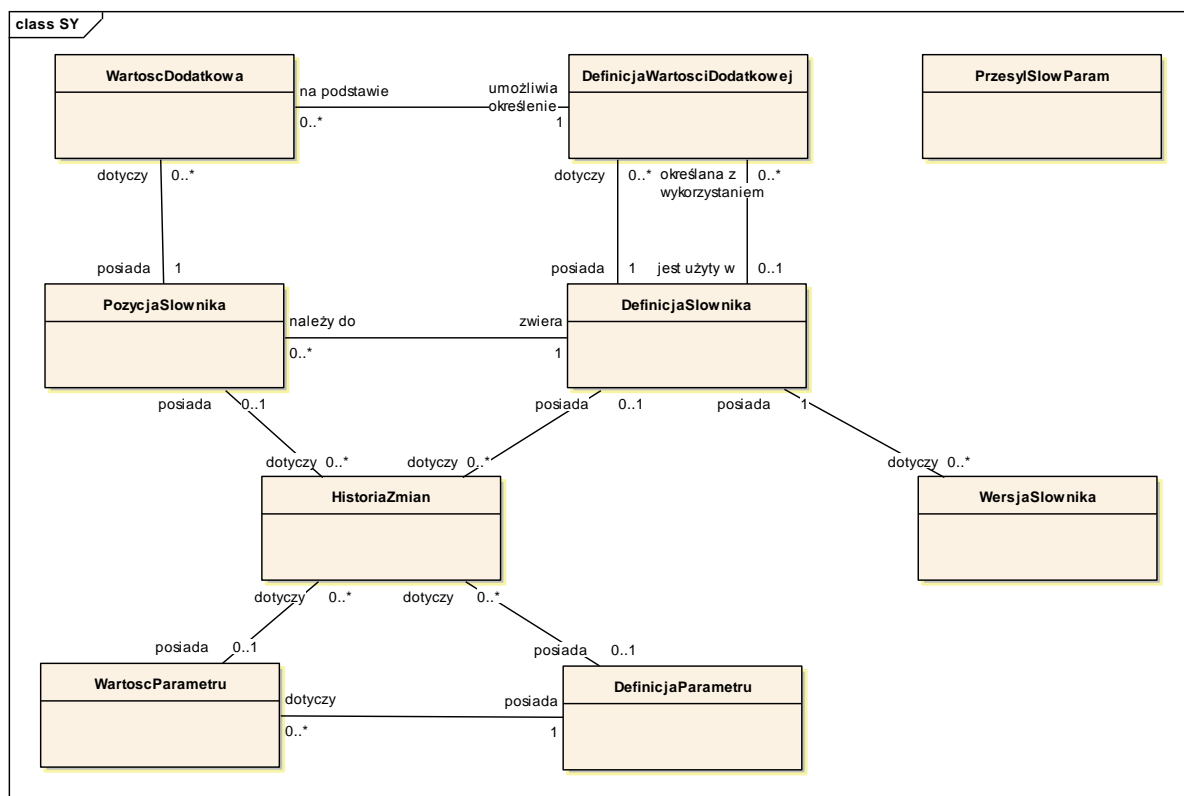 class SY
WartoscDodatkowa
DefinicjaWartosciDodatkowej
PrzesylSlowParam
na podstawie
umożliwia
określenie
0..*
1
dotyczy
0..*
dotyczy
0..*
określana z
wykorzystaniem
0..*
posiada
1
posiada
1
jest użyty w
0..1
PozycjaSlownika
DefinicjaSlownika
należy do
zwiera
0..*
1
posiada
0..1
posiada
0..1
posiada
1
dotyczy
0..*
dotyczy
0..*
dotyczy
0..*
HistoriaZmian
WersjaSlownika
dotyczy
0..*
dotyczy
0..*
posiada
0..1
posiada
0..1
WartoscParametru
DefinicjaParametru
dotyczy
posiada
0..*
1